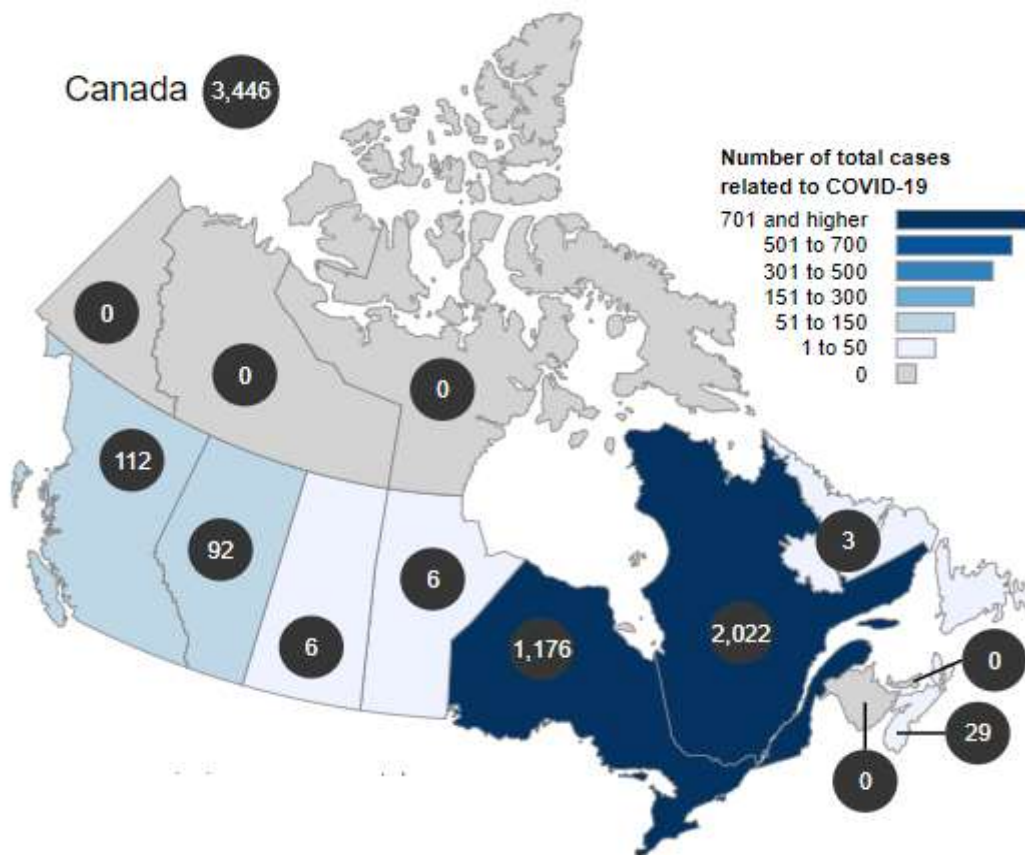 Canada 3,446
Number of total cases
related to COVID-19
701 and higher
501 to 700
301 to 500
151 to 300
51 to 150
1 to 50
0
0
0
0
112
92
6
6
1,176
2,022
3
0
29
0